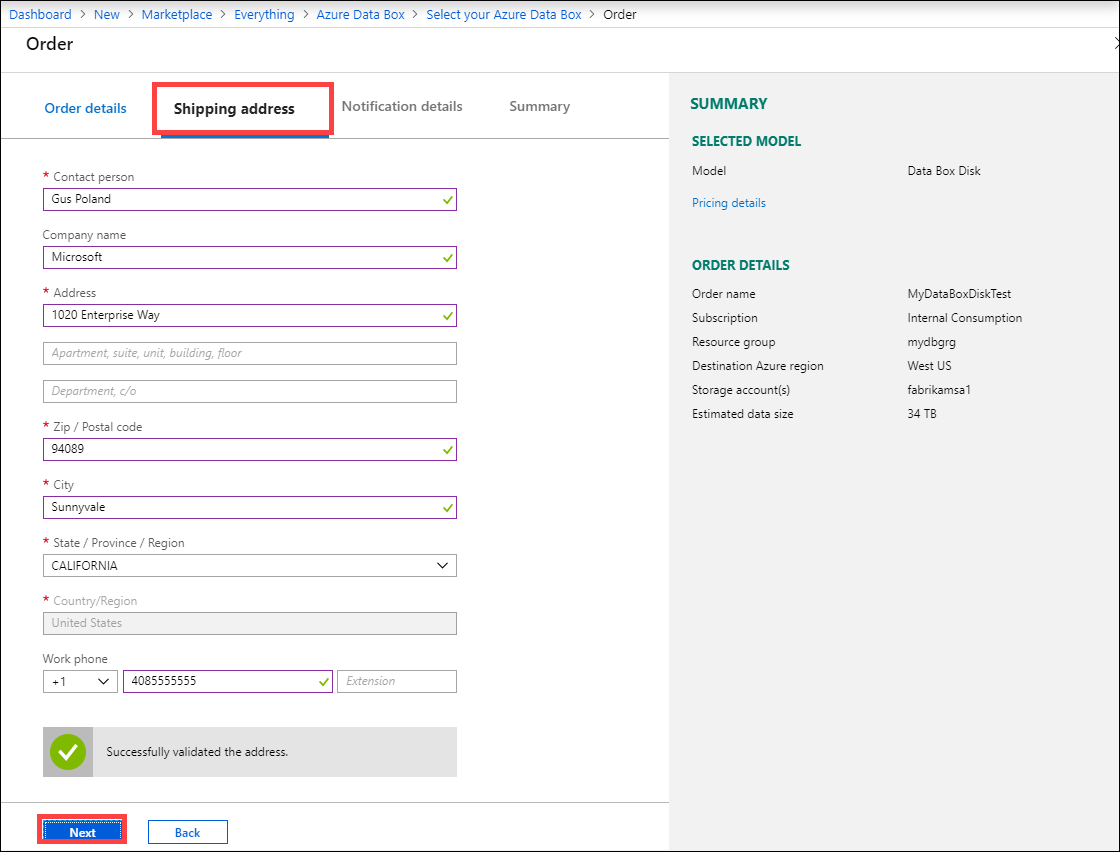 Dashboard > New > Marketplace > Everything > Azure Data Box > Select your Azure Data Box > Order
Order
Order details
Shipping address
Notification details
Summary
* Contact person
Gus Poland
Company name
Microsoft
* Address
1020 Enterprise Way
Apartment, suite, unit, building, floor
Department, c/o
* Zip / Postal code
94089
* City
Sunnyvale
* State / Province / Region
CALIFORNIA
* Country/Region
United States
Work phone
+1 4085555555 Extension
Successfully validated the address.
Next Back
SUMMARY
SELECTED MODEL
Model Data Box Disk
Pricing details
ORDER DETAILS
Order name MyDataBoxDiskTest
Subscription Internal Consumption
Resource group mydbgrg
Destination Azure region West US
Storage account(s) fabrikamsa1
Estimated data size 34 TB